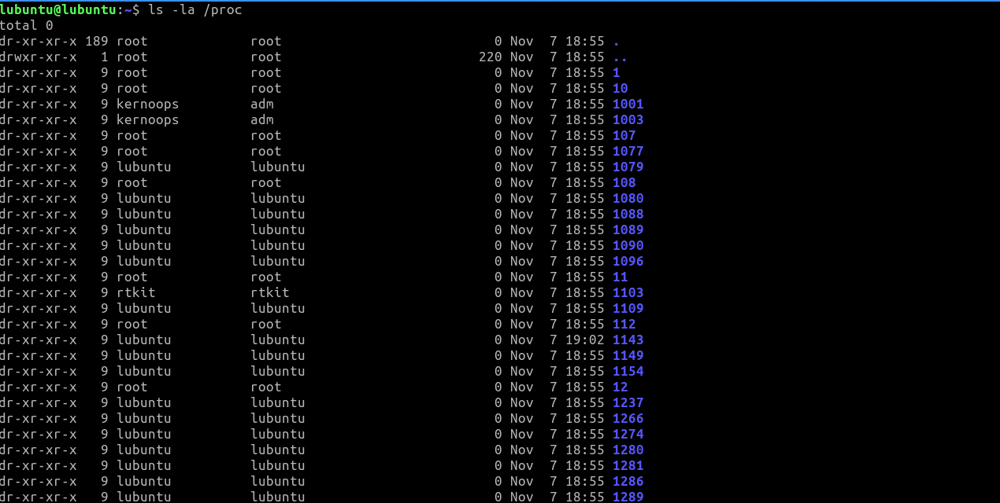 lubuntu@lubuntu:~$ ls -la /proc
total 0
dr-xr-xr-x 189 root             root                           0 Nov  7 18:55 .
drwxr-xr-x   1 root             root                         220 Nov  7 18:55 ..
dr-xr-xr-x   9 root             root                           0 Nov  7 18:55 1
dr-xr-xr-x   9 root             root                           0 Nov  7 18:55 10
dr-xr-xr-x   9 kernoops         adm                            0 Nov  7 18:55 1001
dr-xr-xr-x   9 kernoops         adm                            0 Nov  7 18:55 1003
dr-xr-xr-x   9 root             root                           0 Nov  7 18:55 107
dr-xr-xr-x   9 root             root                           0 Nov  7 18:55 1077
dr-xr-xr-x   9 lubuntu          lubuntu                        0 Nov  7 18:55 1079
dr-xr-xr-x   9 root             root                           0 Nov  7 18:55 108
dr-xr-xr-x   9 lubuntu          lubuntu                        0 Nov  7 18:55 1080
dr-xr-xr-x   9 lubuntu          lubuntu                        0 Nov  7 18:55 1088
dr-xr-xr-x   9 lubuntu          lubuntu                        0 Nov  7 18:55 1089
dr-xr-xr-x   9 lubuntu          lubuntu                        0 Nov  7 18:55 1090
dr-xr-xr-x   9 lubuntu          lubuntu                        0 Nov  7 18:55 1096
dr-xr-xr-x   9 root             root                           0 Nov  7 18:55 11
dr-xr-xr-x   9 rtkit            rtkit                          0 Nov  7 18:55 1103
dr-xr-xr-x   9 lubuntu          lubuntu                        0 Nov  7 18:55 1109
dr-xr-xr-x   9 root             root                           0 Nov  7 18:55 112
dr-xr-xr-x   9 lubuntu          lubuntu                        0 Nov  7 19:02 1143
dr-xr-xr-x   9 lubuntu          lubuntu                        0 Nov  7 18:55 1149
dr-xr-xr-x   9 lubuntu          lubuntu                        0 Nov  7 18:55 1154
dr-xr-xr-x   9 root             root                           0 Nov  7 18:55 12
dr-xr-xr-x   9 lubuntu          lubuntu                        0 Nov  7 18:55 1237
dr-xr-xr-x   9 lubuntu          lubuntu                        0 Nov  7 18:55 1266
dr-xr-xr-x   9 lubuntu          lubuntu                        0 Nov  7 18:55 1274
dr-xr-xr-x   9 lubuntu          lubuntu                        0 Nov  7 18:55 1280
dr-xr-xr-x   9 lubuntu          lubuntu                        0 Nov  7 18:55 1281
dr-xr-xr-x   9 lubuntu          lubuntu                        0 Nov  7 18:55 1286
dr-xr-xr-x   9 lubuntu          lubuntu                        0 Nov  7 18:55 1289